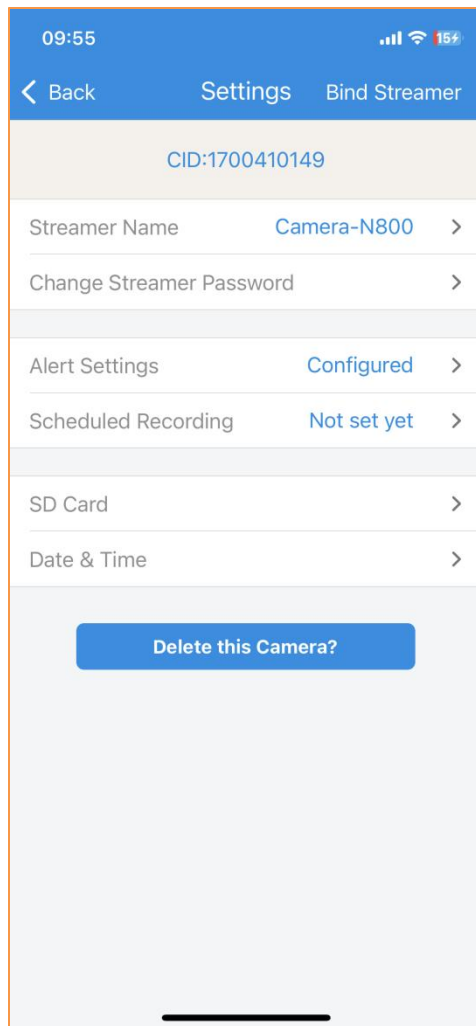 09:55
15
Back Settings Bind Streamer
CID:1700410149
Streamer Name Camera-N800
Change Streamer Password
Alert Settings Configured
Scheduled Recording Not set yet
SD Card
Date & Time
Delete this Camera?